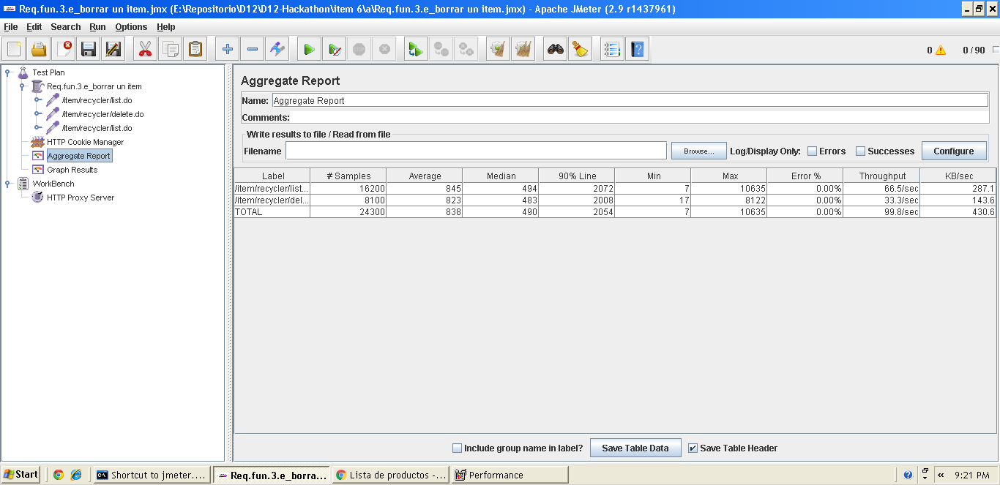 Req.fun.3.e_borrar un item.jmx (E:\Repositorio\D12\D12-Hackathon\item 6\a\Req.fun.3.e_borrar un item.jmx) - Apache JMeter (2.9 r1437961)
File Edit Search Run Options Help
0 0 / 90
Test Plan
Req.fun.3.e_borrar un item
/item/recycler/list.do
/item/recycler/delete.do
/item/recycler/list.do
HTTP Cookie Manager
Aggregate Report
Graph Results
WorkBench
HTTP Proxy Server
Aggregate Report
Name: Aggregate Report
Comments:
Write results to file / Read from file
Filename Browse... Log/Display Only: Errors Successes Configure
Label # Samples Average Median 90% Line Min Max Error % Throughput KB/sec
/item/recycler/list... 16200 845 494 2072 7 10635 0.00% 66.5/sec 287.1
/item/recycler/del... 8100 823 483 2008 17 8122 0.00% 33.3/sec 143.6
TOTAL 24300 838 490 2054 7 10635 0.00% 99.8/sec 430.6
Include group name in label? Save Table Data Save Table Header
Start Shortcut to jmeter.... Req.fun.3.e_borra... Lista de productos -... Performance « 9:21 PM